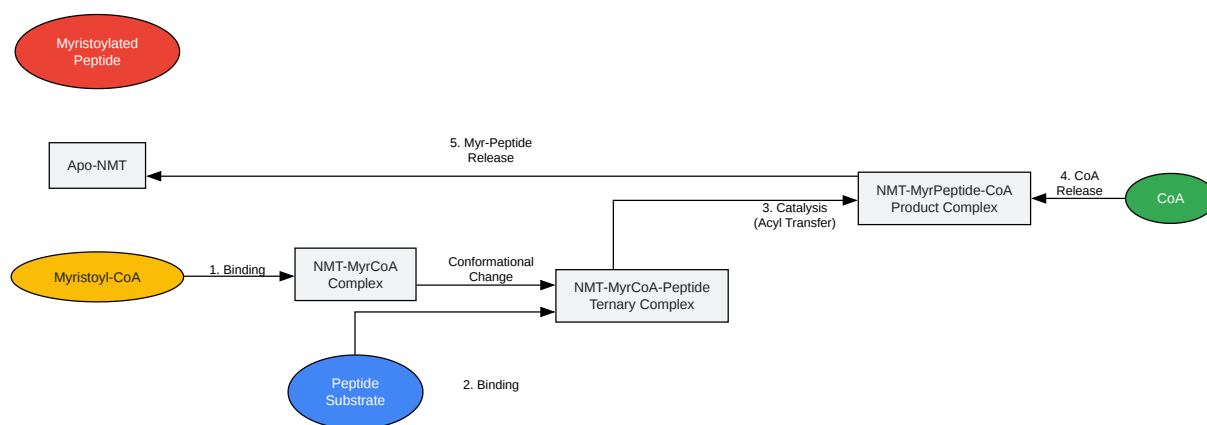 Myristoylated
Peptide
5. Myr-Peptide
Release
Apo-NMT
4. CoA
Release
NMT-MyrPeptide-CoA
Product Complex
CoA
3. Catalysis
(Acyl Transfer)
Myristoyl-CoA
1. Binding
NMT-MyrCoA
Complex
Conformational
Change
NMT-MyrCoA-Peptide
Ternary Complex
Peptide
Substrate
2. Binding